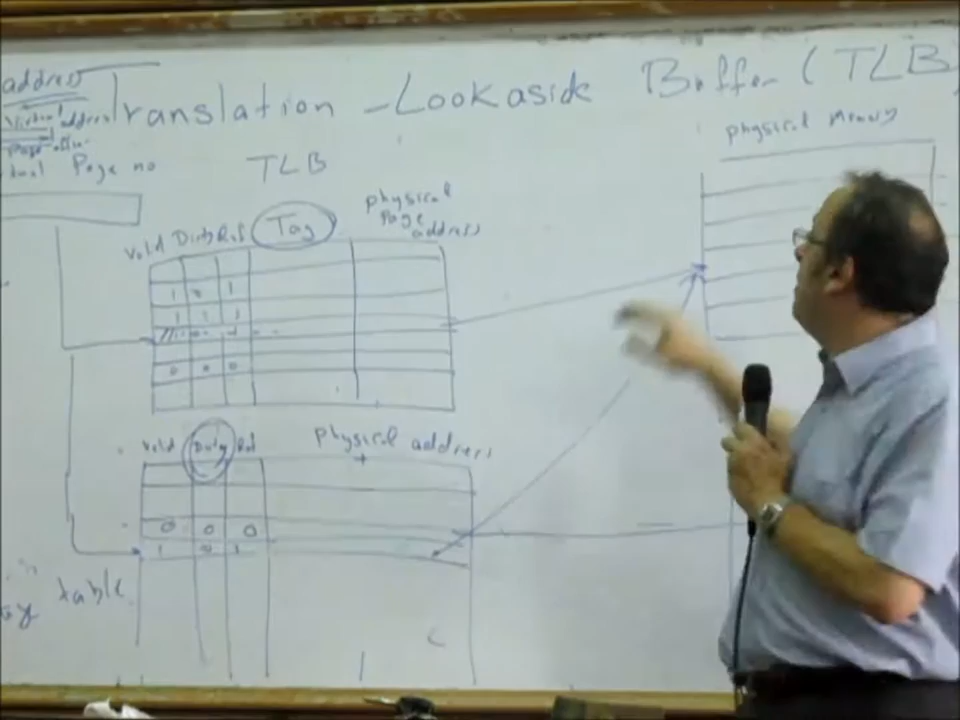 address
Translation - Lookaside Buffer (TLB)
Virtual address
Page no
TLB
physical Memory
physical
Page
address
Valid Dirty Ref Tag
1 0 1
1 1 1
0 0 0
Valid Dirty Ref physical address
0 0 0
1 0 1
table